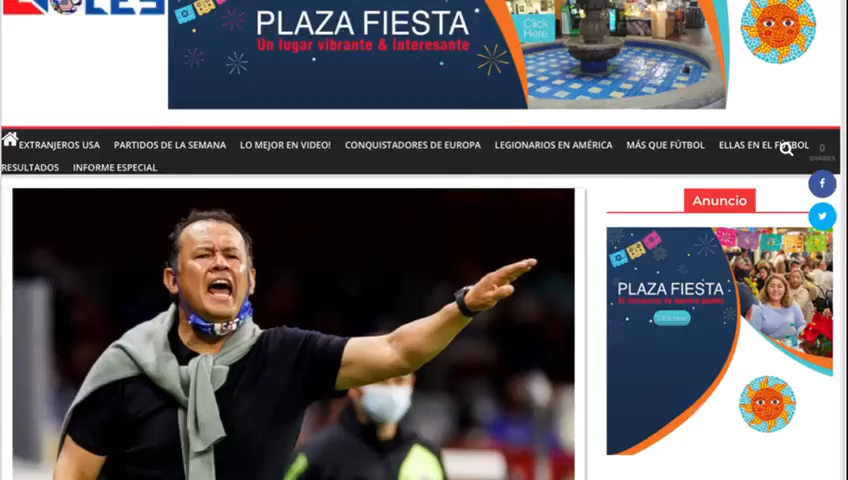 PLAZA FIESTA
Un lugar vibrante & interesante
Click
Here
EXTRANJEROS USA PARTIDOS DE LA SEMANA LO MEJOR EN VIDEO! CONQUISTADORES DE EUROPA LEGIONARIOS EN AMÉRICA MÁS QUE FÚTBOL ELLAS EN EL FÚTBOL
RESULTADOS INFORME ESPECIAL
0
SHARES
Anuncio
PLAZA FIESTA